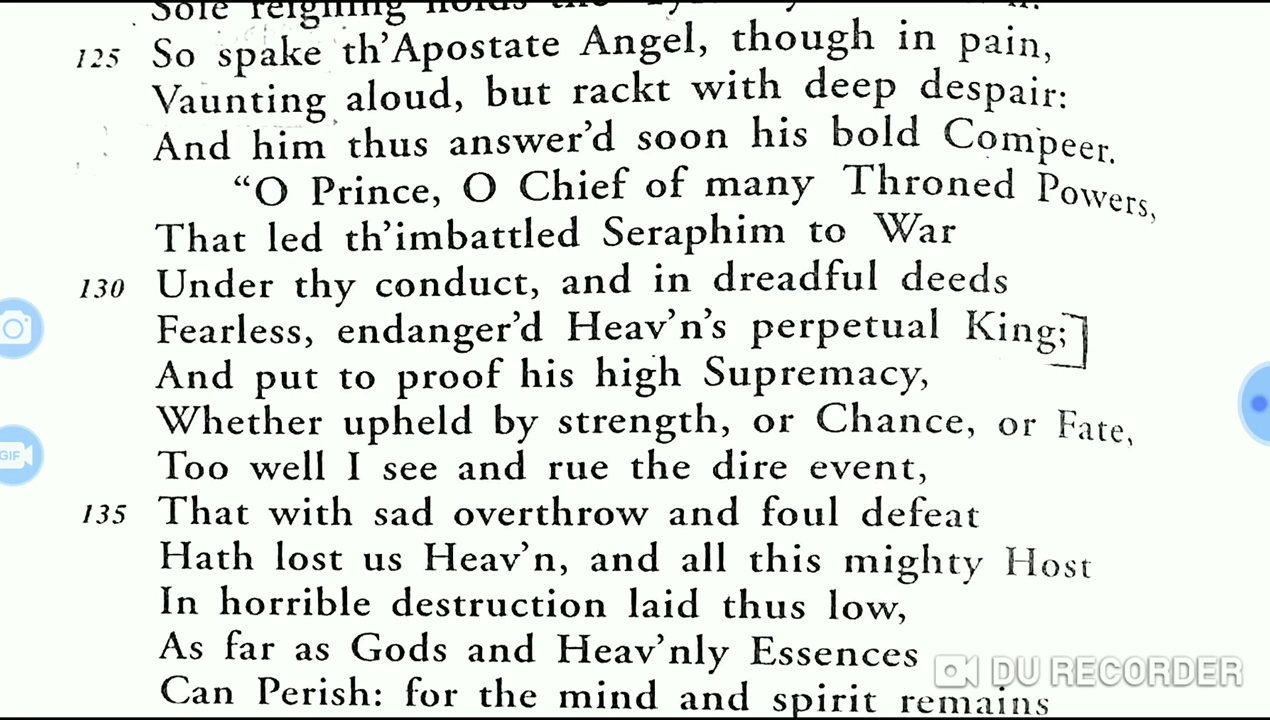 Sole reigning holds the
125 So spake th'Apostate Angel, though in pain,
Vaunting aloud, but rackt with deep despair:
And him thus answer'd soon his bold Compeer.
“O Prince, O Chief of many Throned Powers,
That led th'imbattled Seraphim to War
130 Under thy conduct, and in dreadful deeds
Fearless, endanger'd Heav'n's perpetual King;
And put to proof his high Supremacy,
Whether upheld by strength, or Chance, or Fate,
Too well I see and rue the dire event,
135 That with sad overthrow and foul defeat
Hath lost us Heav'n, and all this mighty Host
In horrible destruction laid thus low,
As far as Gods and Heav'nly Essences
Can Perish: for the mind and spirit remains
GIF
DU RECORDER